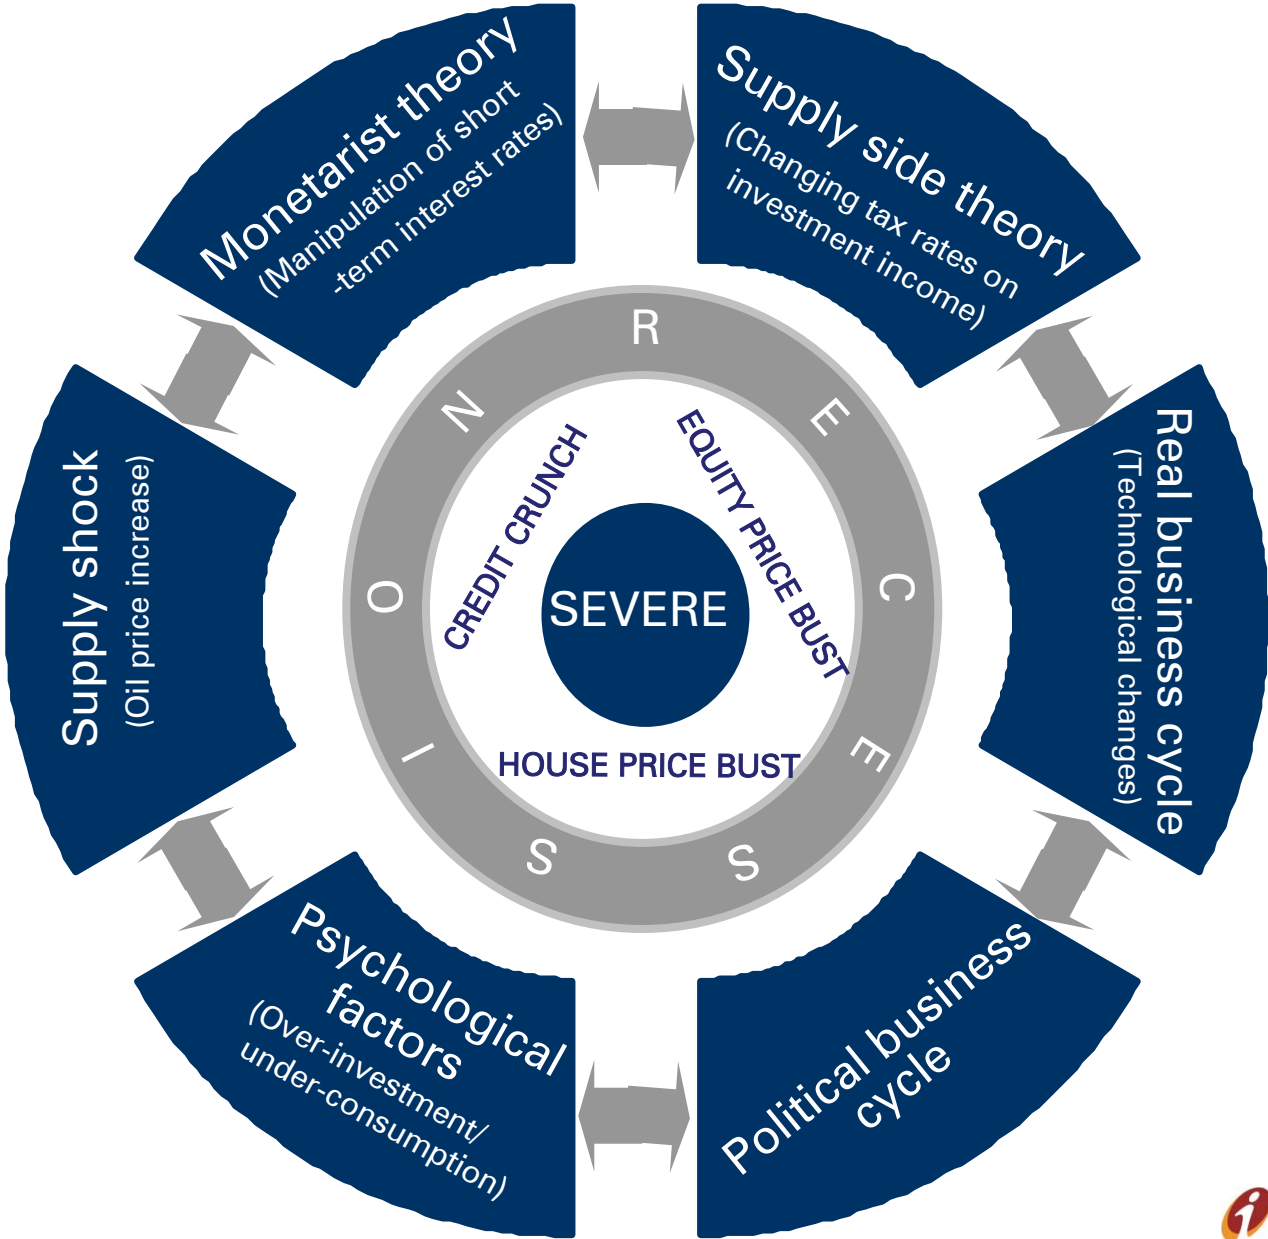 Monetarist theory
(Manipulation of short
-term interest rates)
Supply side theory
(Changing tax rates on
investment income)
Real business cycle
(Technological changes)
Political business
cycle
Psychological
factors
(Over-investment/
under-consumption)
Supply shock
(Oil price increase)
RECESSION
CREDIT CRUNCH
EQUITY PRICE BUST
HOUSE PRICE BUST
SEVERE
i